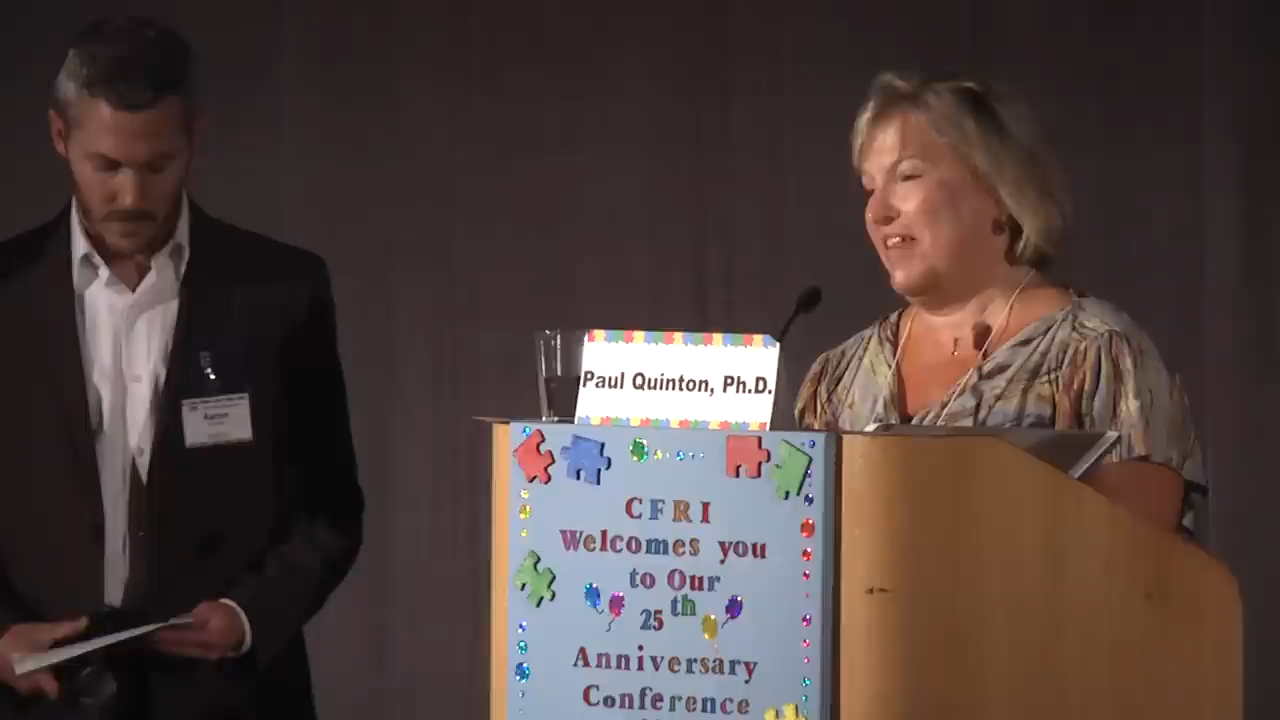 Paul Quinton, Ph.D.
CFRI
Welcomes you
to Our
25th
Anniversary
Conference